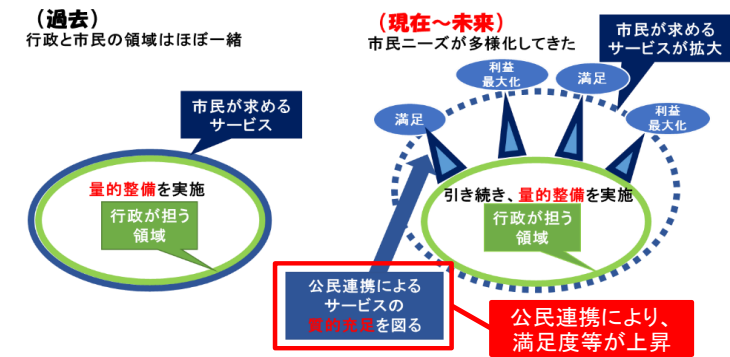 （過去）
行政と市民の領域はほぼ一緒
市民が求める
サービス
量的整備を実施
行政が担う
領域
（現在～未来）
市民ニーズが多様化してきた
市民が求める
サービスが拡大
満足
利益
最大化
満足
利益
最大化
引き続き、量的整備を実施
行政が担う
領域
公民連携による
サービスの
質的充足を図る
公民連携により、
満足度等が上昇